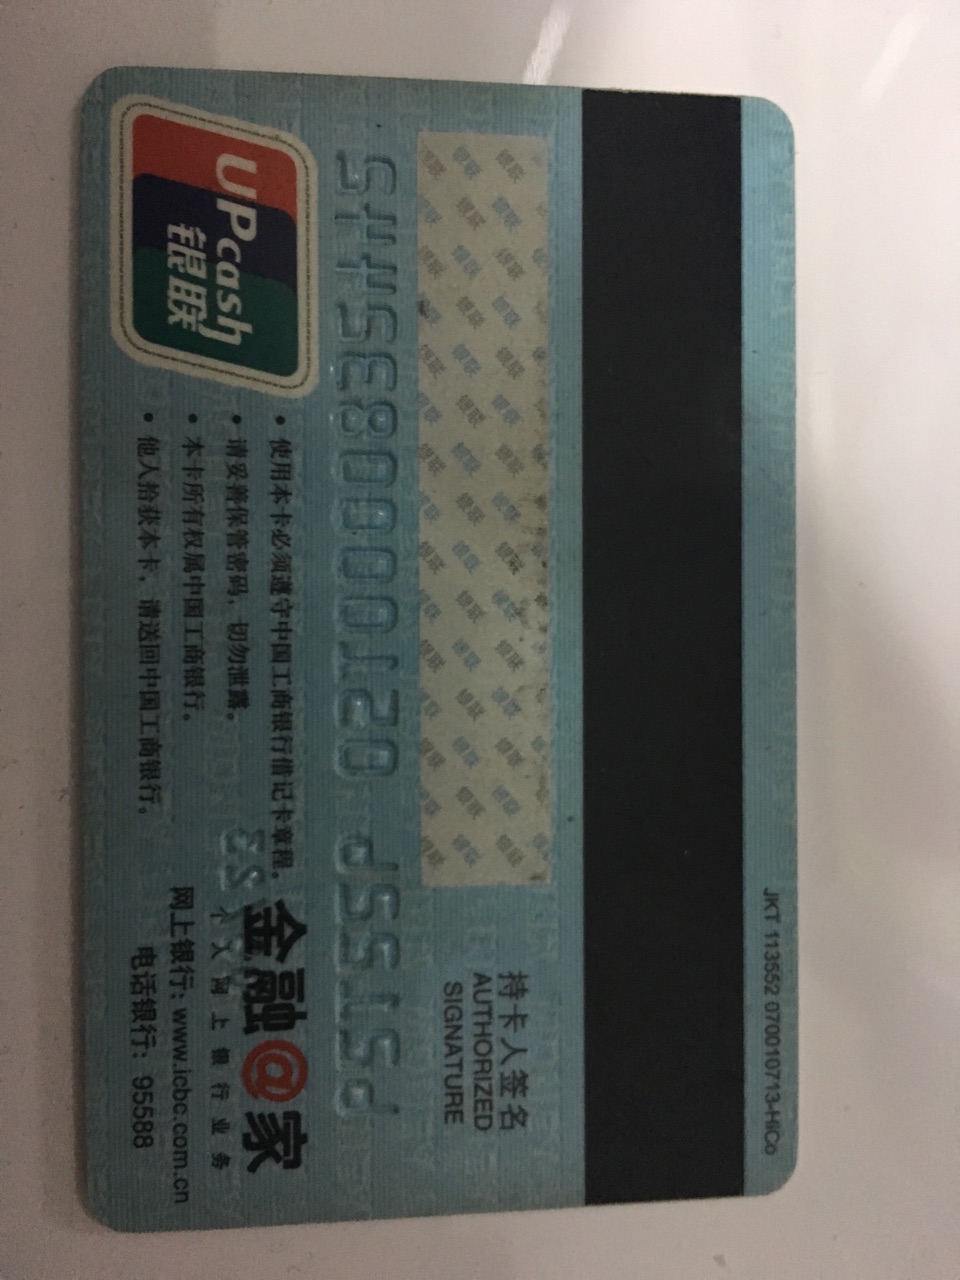 JKT 113552 070010713-HiCo
持卡人签名
AUTHORIZED
SIGNATURE
UPcash
银联
• 使用本卡必须遵守中国工商银行借记卡章程。
• 请妥善保管密码，切勿泄露。
• 本卡所有权属中国工商银行。
• 他人拾获本卡，请送回中国工商银行。
金融@家
个人网上银行业务
网上银行: www.icbc.com.cn
电话银行: 95588